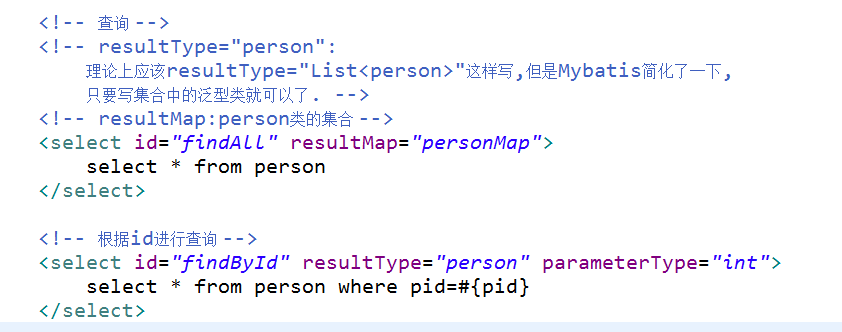 <!-- 查询 -->
<!-- resultType="person":
理论上应该resultType="List<person>"这样写,但是Mybatis简化了一下,
只要写集合中的泛型类就可以了. -->
<!-- resultMap:person类的集合 -->
<select id="findAll" resultMap="personMap">
select * from person
</select>
<!-- 根据id进行查询 -->
<select id="findById" resultType="person" parameterType="int">
select * from person where pid=#{pid}
</select>